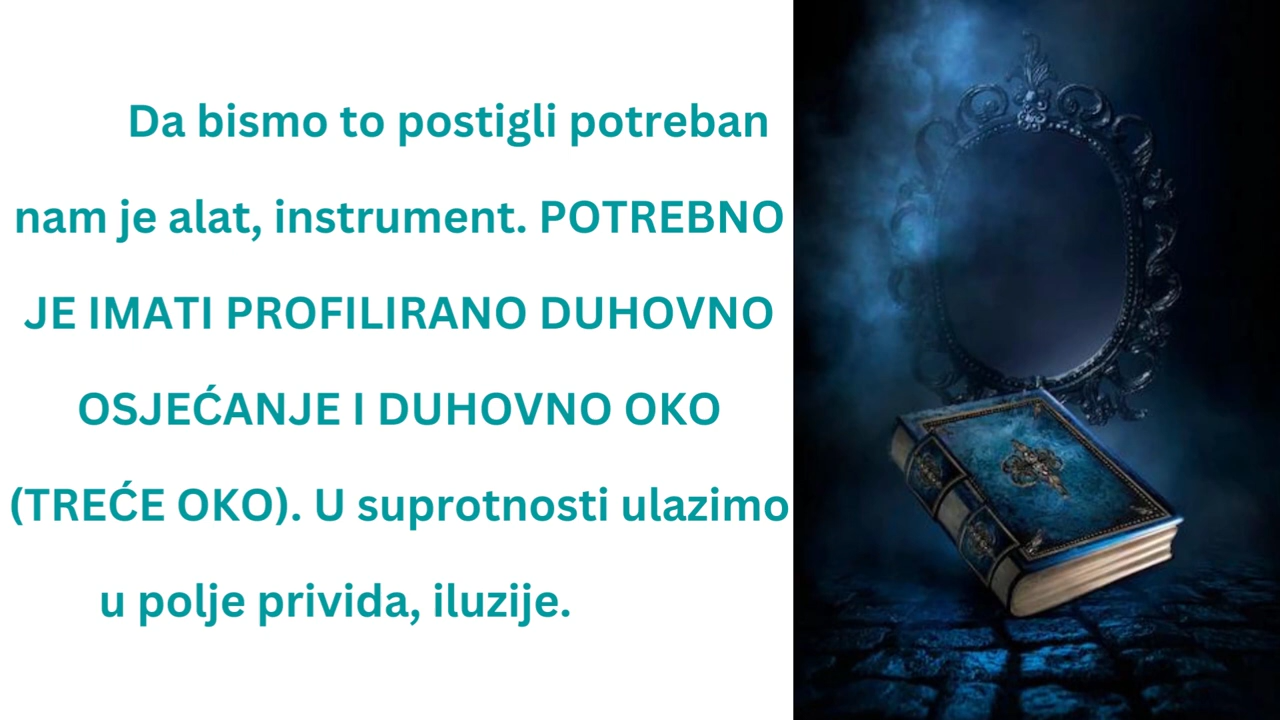 Da bismo to postigli potreban
nam je alat, instrument. POTREBNO
JE IMATI PROFILIRANO DUHOVNO
OSJEĆANJE I DUHOVNO OKO
(TREĆE OKO). U suprotnosti ulazimo
u polje privida, iluzije.